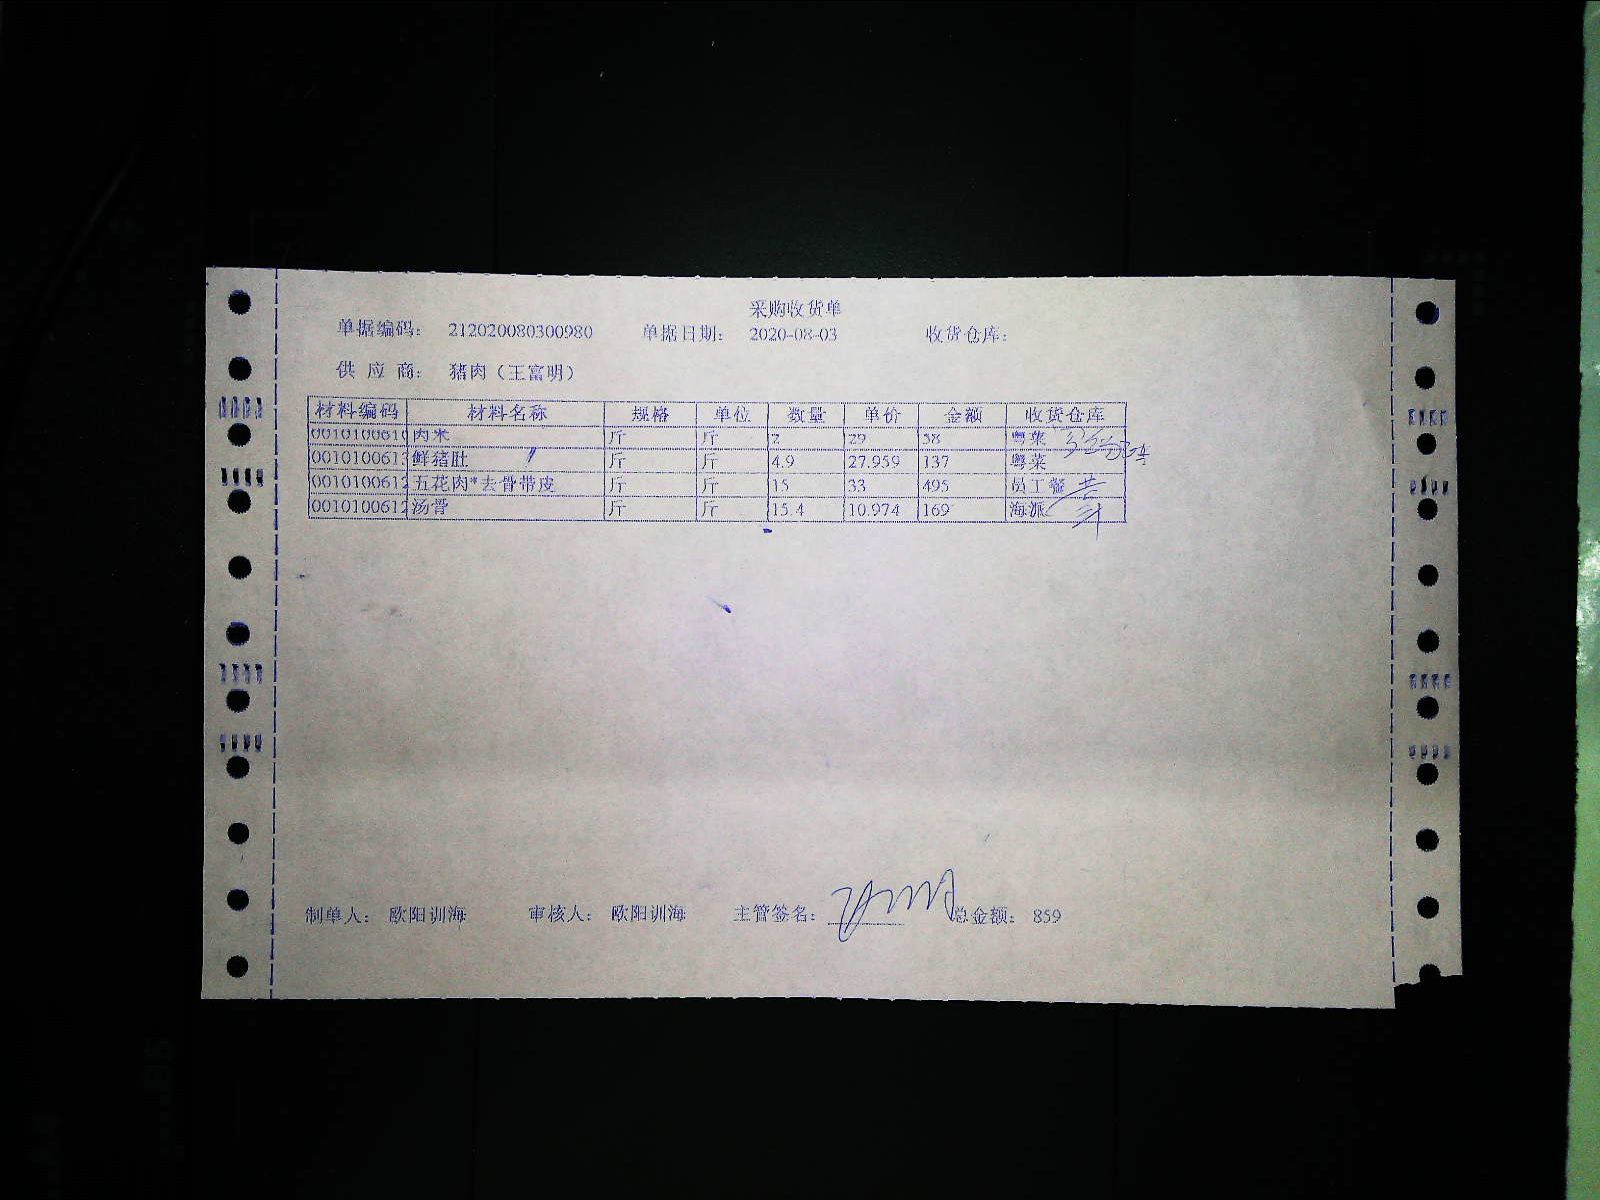 采购收货单
单据编码： 212020080300980 单据日期： 2020-08-03 收货仓库：
供 应 商： 猪肉（王富明）
材料编码 材料名称 规格 单位 数量 单价 金额 收货仓库
0010100610 肉米 斤 斤 2 29 58 粤菜
0010100613 鲜猪肚 斤 斤 4.9 27.959 137 粤菜
0010100612 五花肉*去骨带皮 斤 斤 15 33 495 员工餐
0010100612 汤骨 斤 斤 15.4 10.974 169 海派
制单人： 欧阳训海 审核人： 欧阳训海 主管签名： 总金额： 859